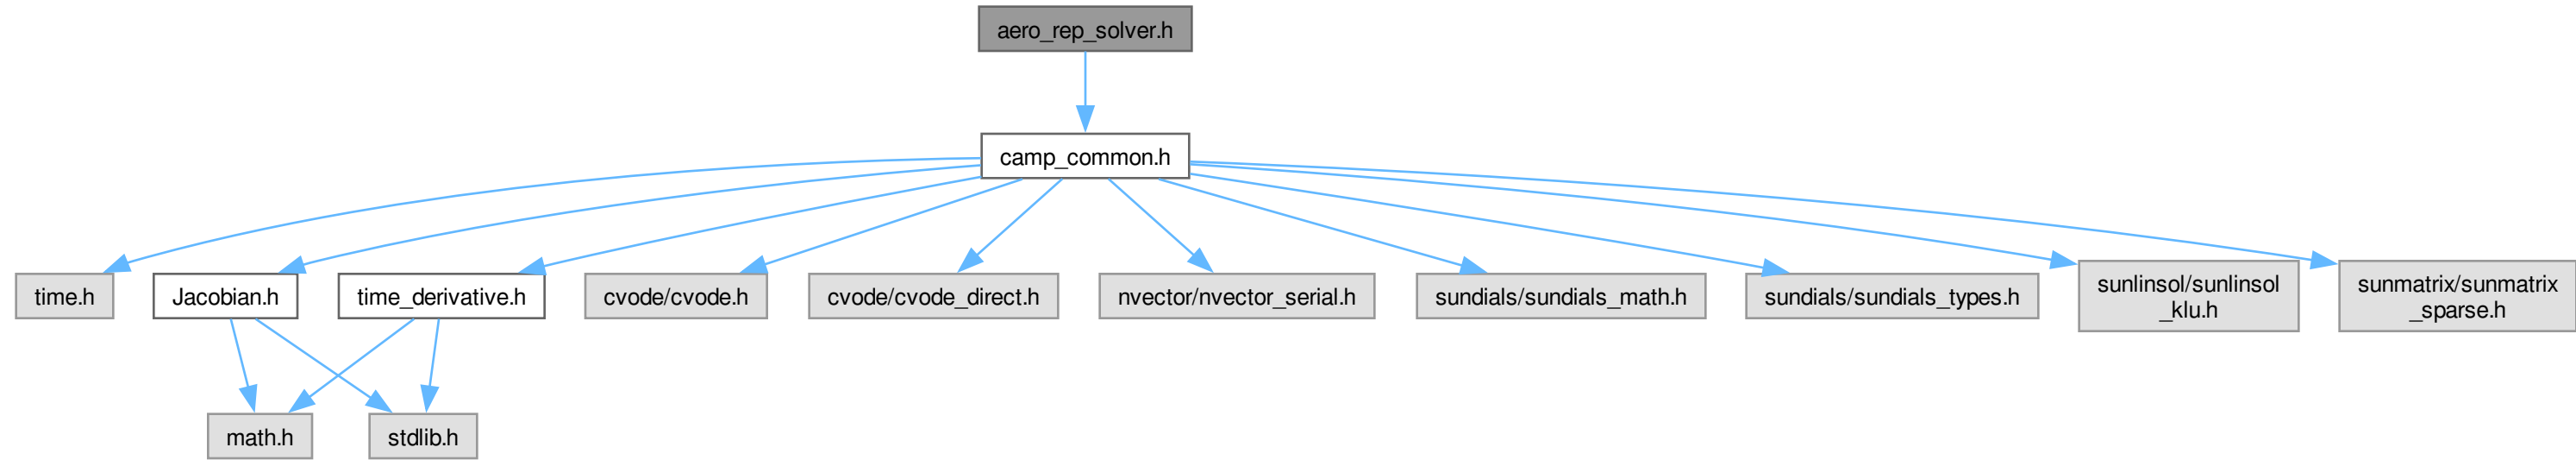 aero_rep_solver.h
camp_common.h
time.h
Jacobian.h
time_derivative.h
cvode/cvode.h
cvode/cvode_direct.h
nvector/nvector_serial.h
sundials/sundials_math.h
sundials/sundials_types.h
sunlinsol/sunlinsol
_klu.h
sunmatrix/sunmatrix
_sparse.h
math.h
stdlib.h